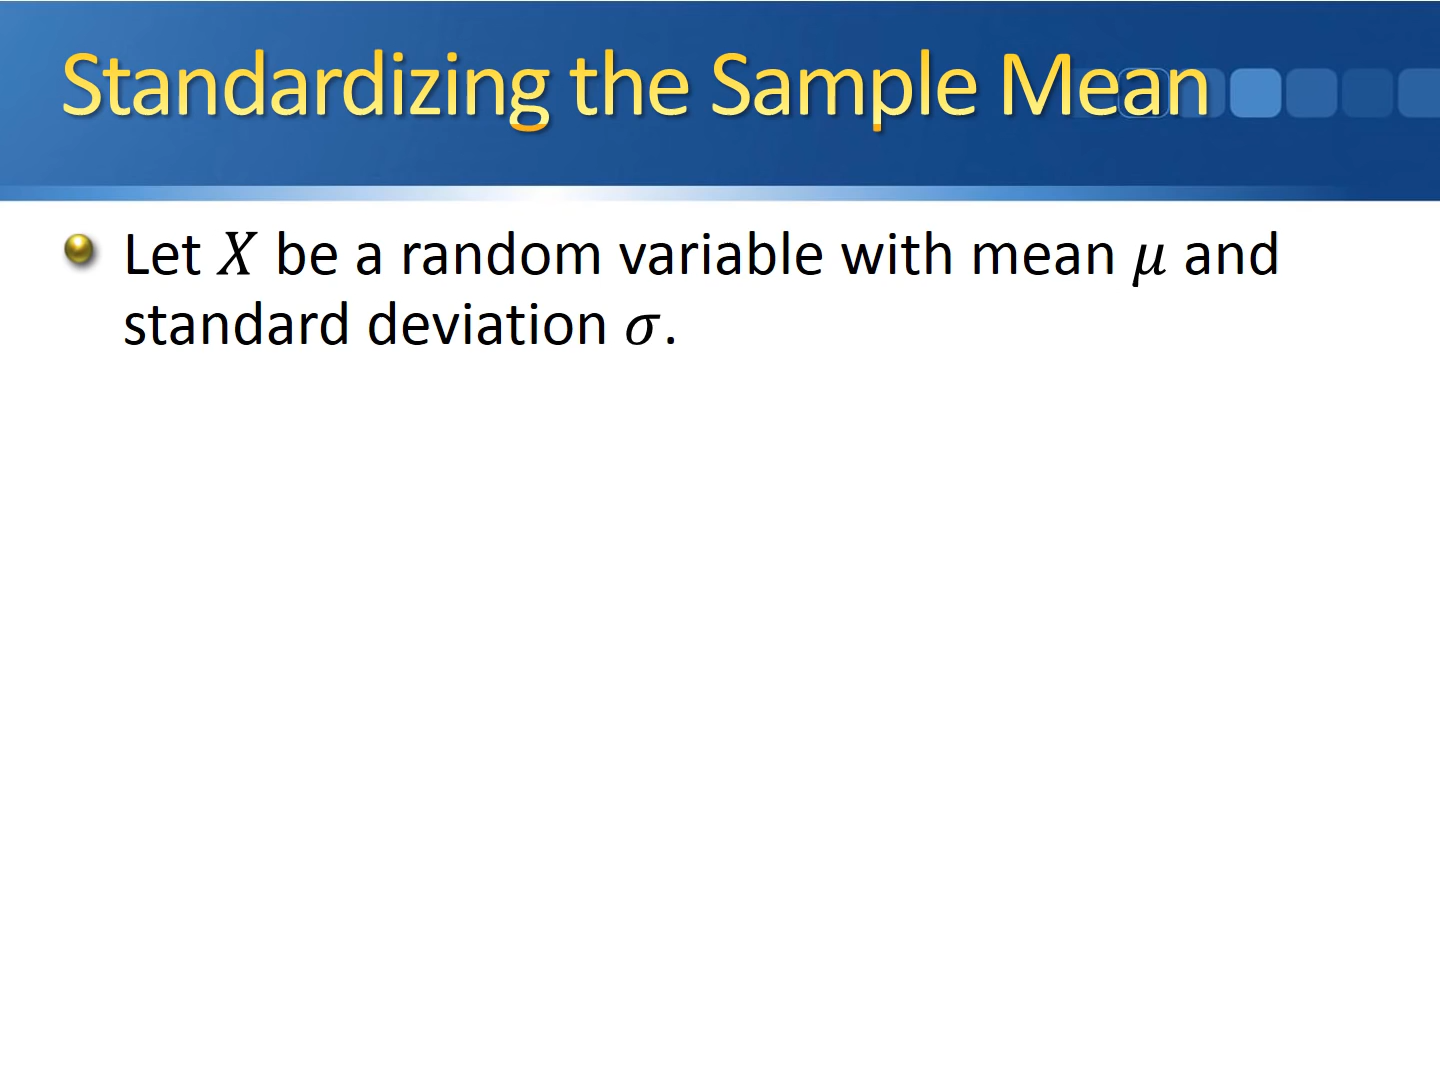 Standardizing the Sample Mean
Let X be a random variable with mean μ and
standard deviation σ.